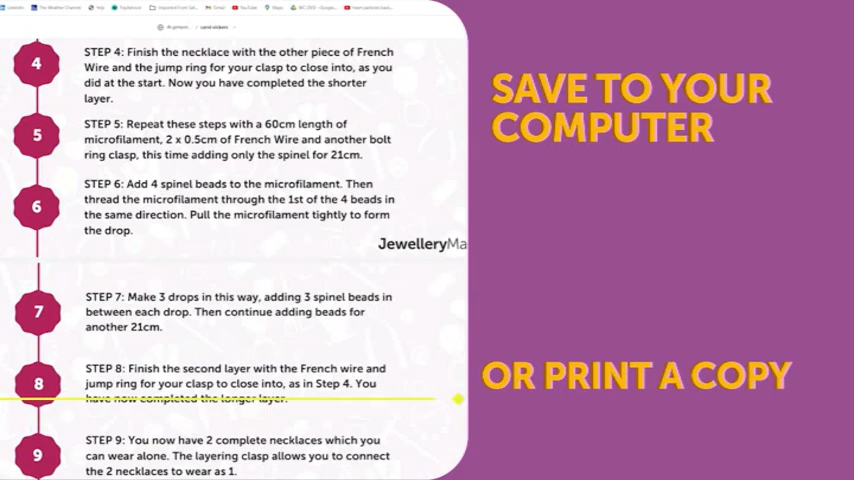 The Weather Channel
Help
YouTube
Maps
4
STEP 4: Finish the necklace with the other piece of French
Wire and the jump ring for your clasp to close into, as you
did at the start. Now you have completed the shorter
layer.
5
STEP 5: Repeat these steps with a 60cm length of
microfilament, 2 x 0.5cm of French Wire and another bolt
ring clasp, this time adding only the spinel for 21cm.
6
STEP 6: Add 4 spinel beads to the microfilament. Then
thread the microfilament through the 1st of the 4 beads in
the same direction. Pull the microfilament tightly to form
the drop.
JewelleryMa
7
STEP 7: Make 3 drops in this way, adding 3 spinel beads in
between each drop. Then continue adding beads for
another 21cm.
8
STEP 8: Finish the second layer with the French wire and
jump ring for your clasp to close into, as in Step 4. You
have now completed the longer layer.
9
STEP 9: You now have 2 complete necklaces which you
can wear alone. The layering clasp allows you to connect
the 2 necklaces to wear as 1.
SAVE TO YOUR
COMPUTER
OR PRINT A COPY